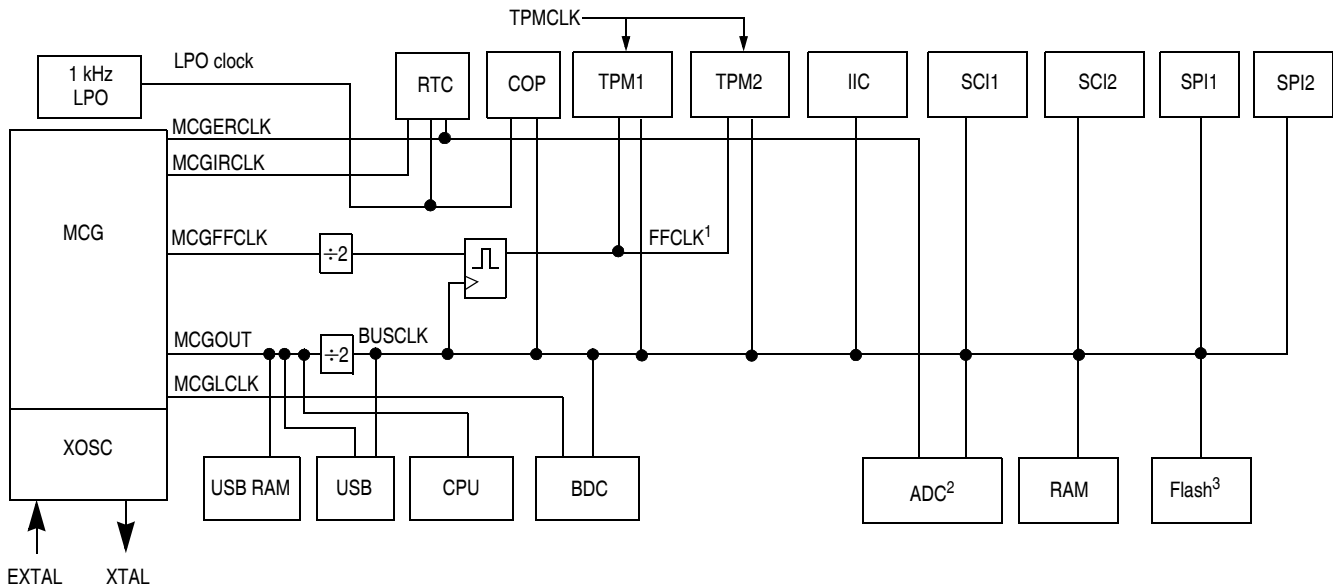 TPMCLK
1 kHz
LPO
LPO clock
RTC
COP
TPM1
TPM2
IIC
SCI1
SCI2
SPI1
SPI2
MCGERCLK
MCGIRCLK
MCG
MCGFFCLK
÷2
FFCLK1
MCGOUT
÷2
BUSCLK
MCGLCLK
XOSC
USB RAM
USB
CPU
BDC
ADC2
RAM
Flash3
EXTAL
XTAL